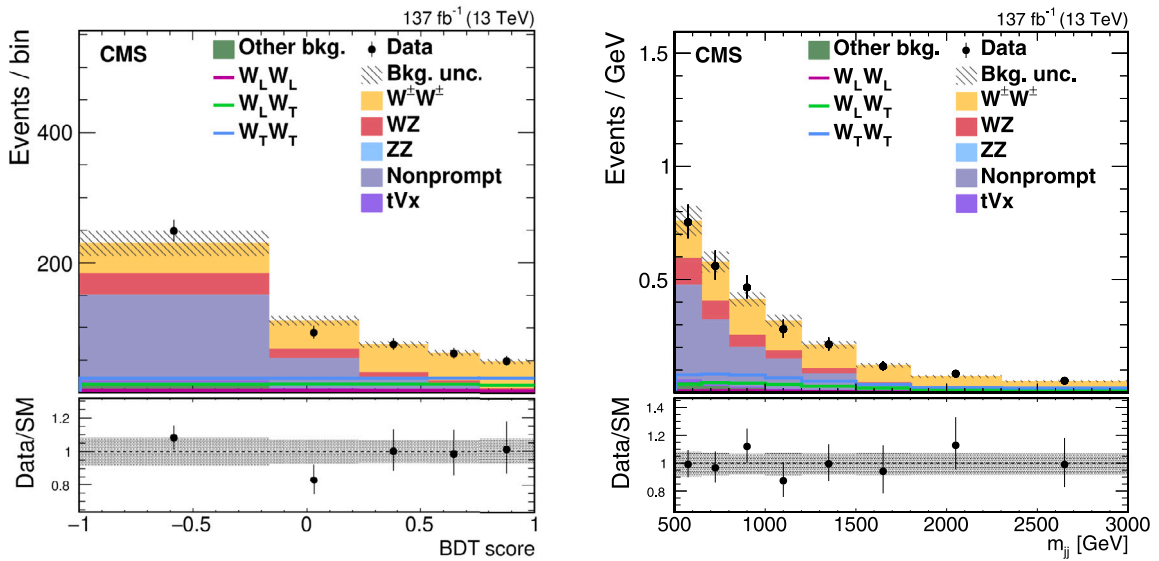 137 fb⁻¹ (13 TeV)
Events / bin
CMS
Other bkg.
W_L W_L
W_L W_T
W_T W_T
Data
Bkg. unc.
W^±W^±
WZ
ZZ
Nonprompt
tVx
400
200
Data/SM
1.2
1.0
0.8
−1
−0.5
0
0.5
1
BDT score
137 fb⁻¹ (13 TeV)
Events / GeV
CMS
Other bkg.
W_L W_L
W_L W_T
W_T W_T
Data
Bkg. unc.
W^±W^±
WZ
ZZ
Nonprompt
tVx
1.5
1
0.5
0
Data/SM
1.4
1.2
1.0
0.8
500
1000
1500
2000
2500
3000
m_jj [GeV]